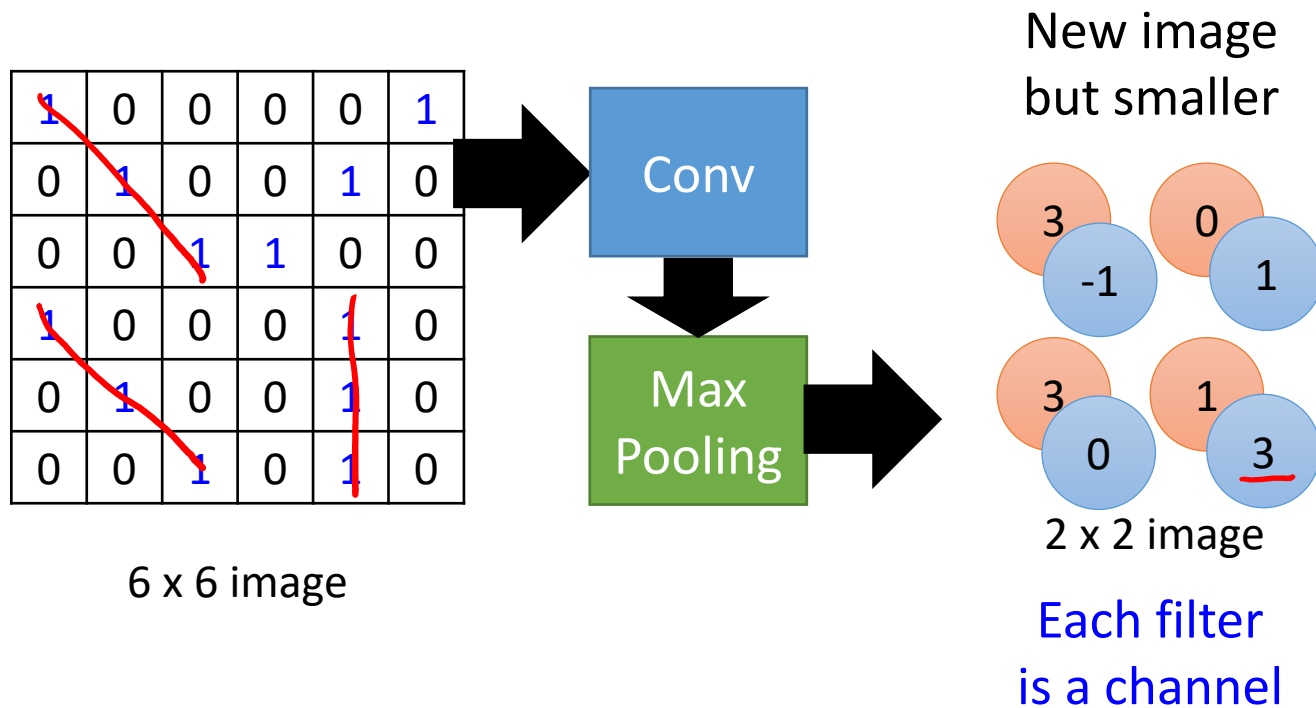 New image
but smaller
1 0 0 0 0 1
0 1 0 0 1 0
0 0 1 1 0 0
1 0 0 0 1 0
0 1 0 0 1 0
0 0 1 0 1 0
6 x 6 image
Conv
Max
Pooling
3 0
-1 1
3 1
0 3
2 x 2 image
Each filter
is a channel